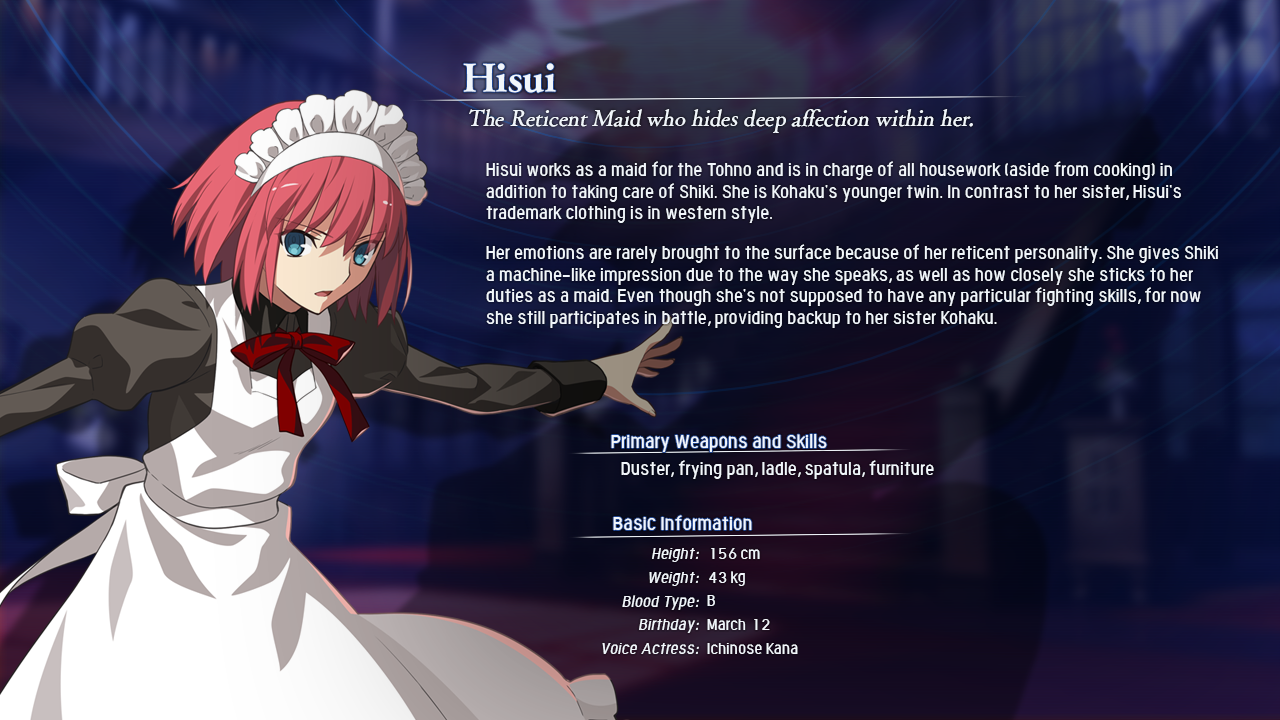 Hisui
The Reticent Maid who hides deep affection within her.
Hisui works as a maid for the Tohno and is in charge of all housework (aside from cooking) in
addition to taking care of Shiki. She is Kohaku's younger twin. In contrast to her sister, Hisui's
trademark clothing is in western style.
Her emotions are rarely brought to the surface because of her reticent personality. She gives Shiki
a machine-like impression due to the way she speaks, as well as how closely she sticks to her
duties as a maid. Even though she's not supposed to have any particular fighting skills, for now
she still participates in battle, providing backup to her sister Kohaku.
Primary Weapons and Skills
Duster, frying pan, ladle, spatula, furniture
Basic Information
Height: 156 cm
Weight: 43 kg
Blood Type: B
Birthday: March 12
Voice Actress: Ichinose Kana